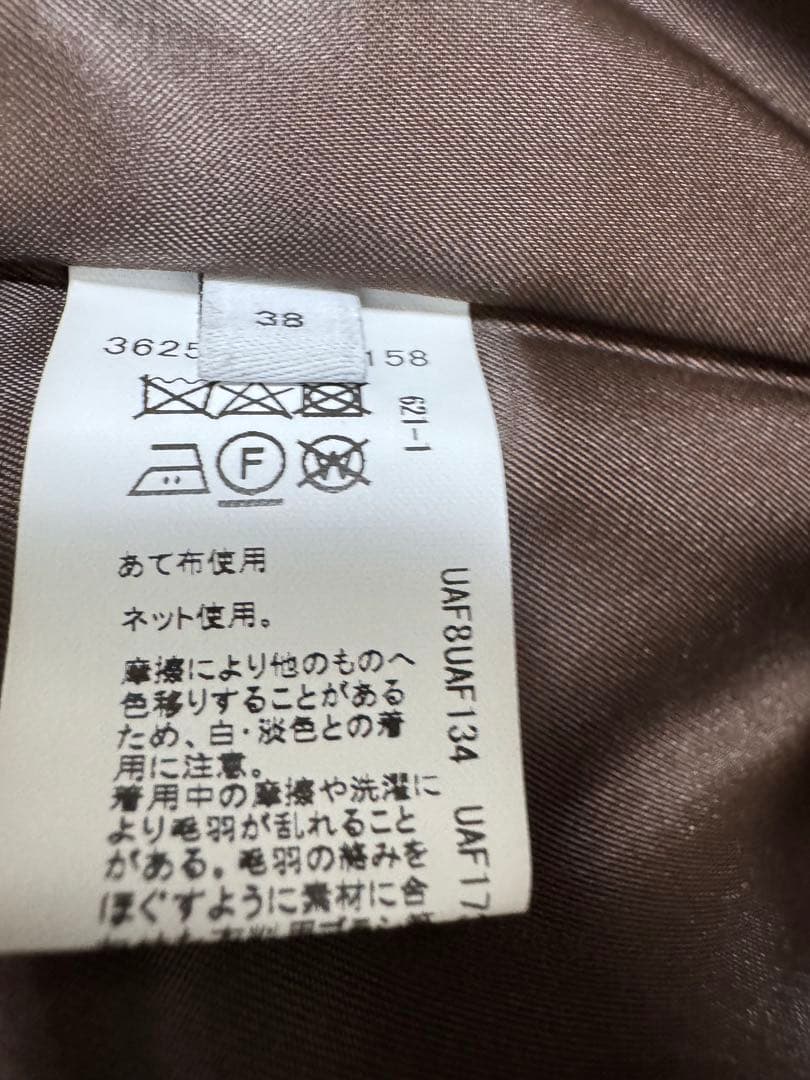 38
3625
158
621-1
F
W
あて布使用
ネット使用。
摩擦により他のものへ
色移りすることがある
ため、白・淡色との着
用に注意。
着用中の摩擦や洗濯に
より毛羽が乱れること
がある。毛羽の絡みを
ほぐすように素材に合
UAF8UAF134 UAF17